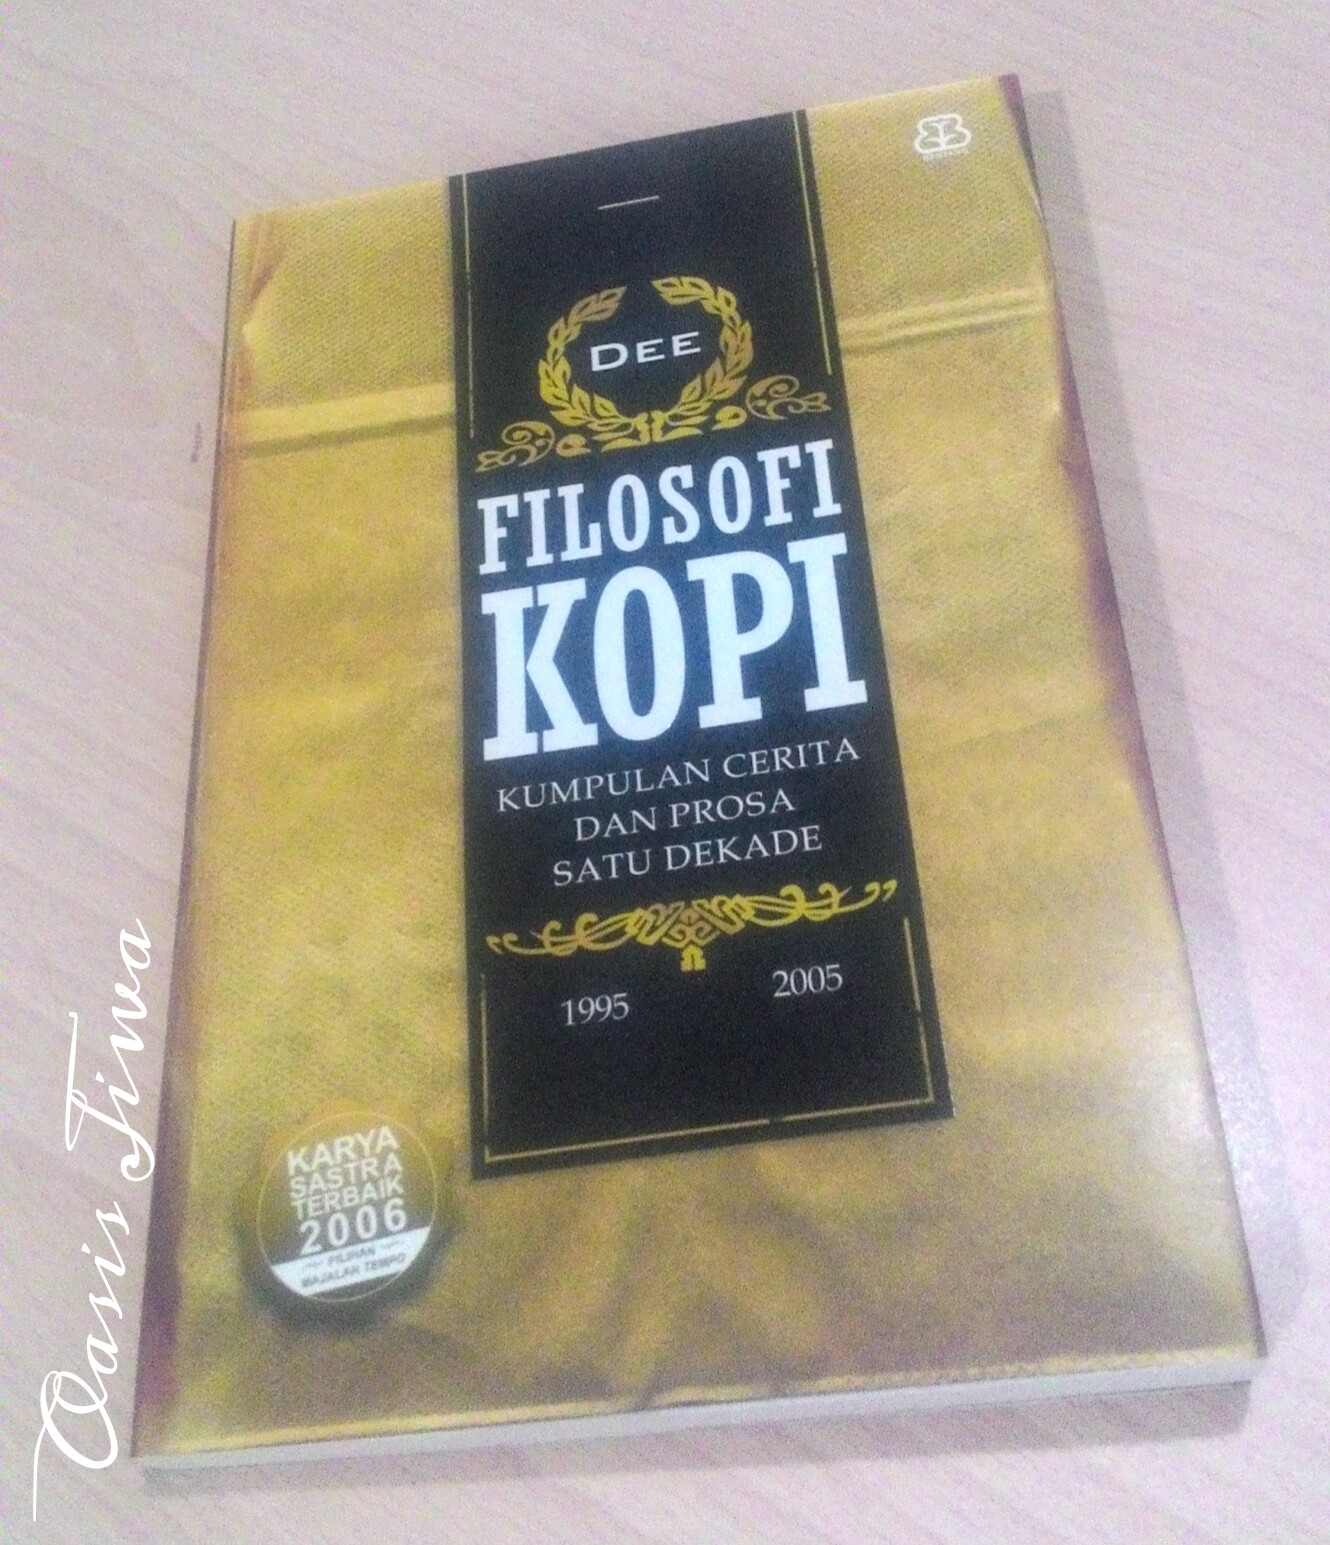 DEE
FILOSOFI
KOPI
KUMPULAN CERITA
DAN PROSA
SATU DEKADE
1995 2005
KARYA
SASTRA
TERBAIK
2006
PILIHAN
MAJALAH TEMPO
Oasis Jiwa